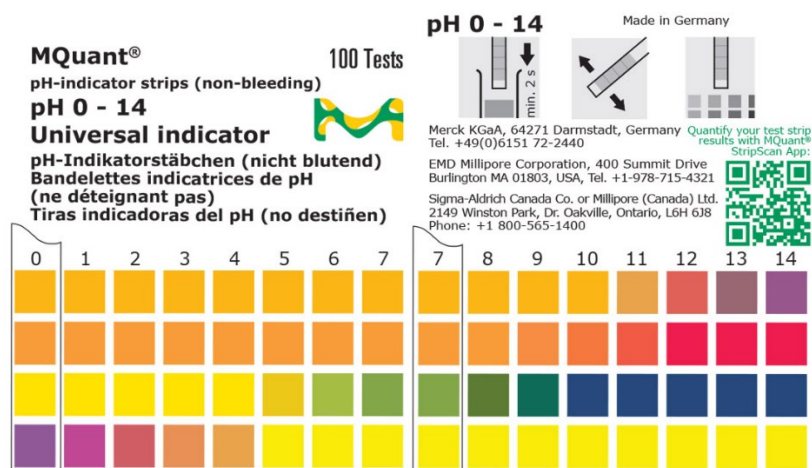 MQuant®
100 Tests
pH-indicator strips (non-bleeding)
pH 0 - 14
Universal indicator
pH-Indikatorstäbchen (nicht blutend)
Bandelettes indicatrices de pH
(ne déteignant pas)
Tiras indicadoras del pH (no destiñen)
0 1 2 3 4 5 6 7
pH 0 - 14
Made in Germany
min. 2 s
Merck KGaA, 64271 Darmstadt, Germany
Tel. +49(0)6151 72-2440
EMD Millipore Corporation, 400 Summit Drive
Burlington MA 01803, USA, Tel. +1-978-715-4321
Sigma-Aldrich Canada Co. or Millipore (Canada) Ltd.
2149 Winston Park, Dr. Oakville, Ontario, L6H 6J8
Phone: +1 800-565-1400
Quantify your test strip
results with MQuant®
StripScan App:
7 8 9 10 11 12 13 14